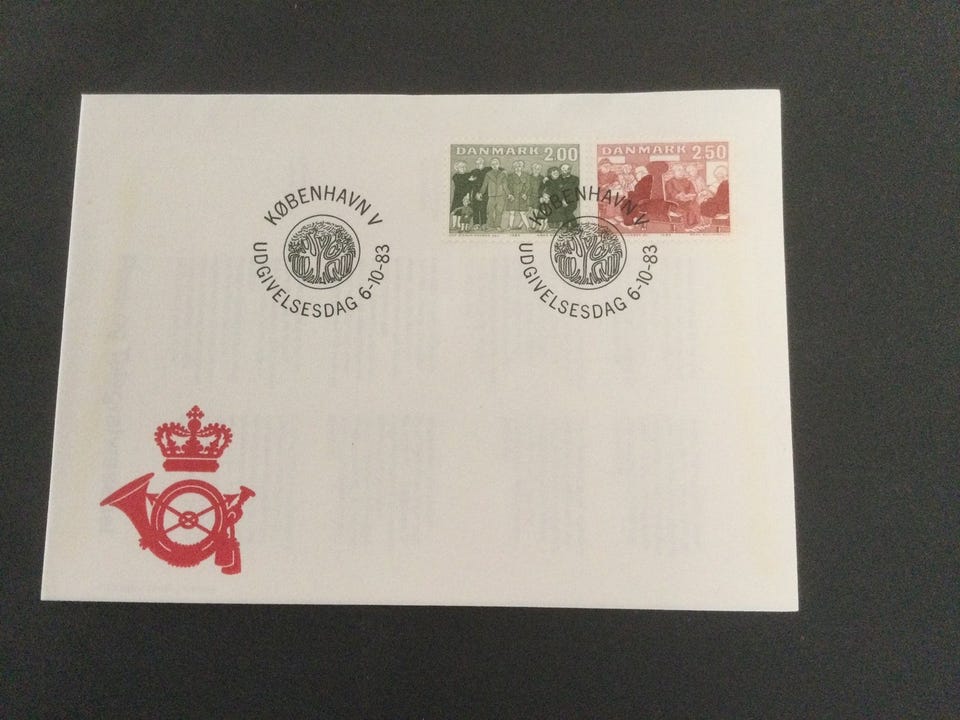 DANMARK 2.00
DANMARK 2.50
KØBENHAVN V
UDGIVELSESDAG 6-10-83
KØBENHAVN V
UDGIVELSESDAG 6-10-83